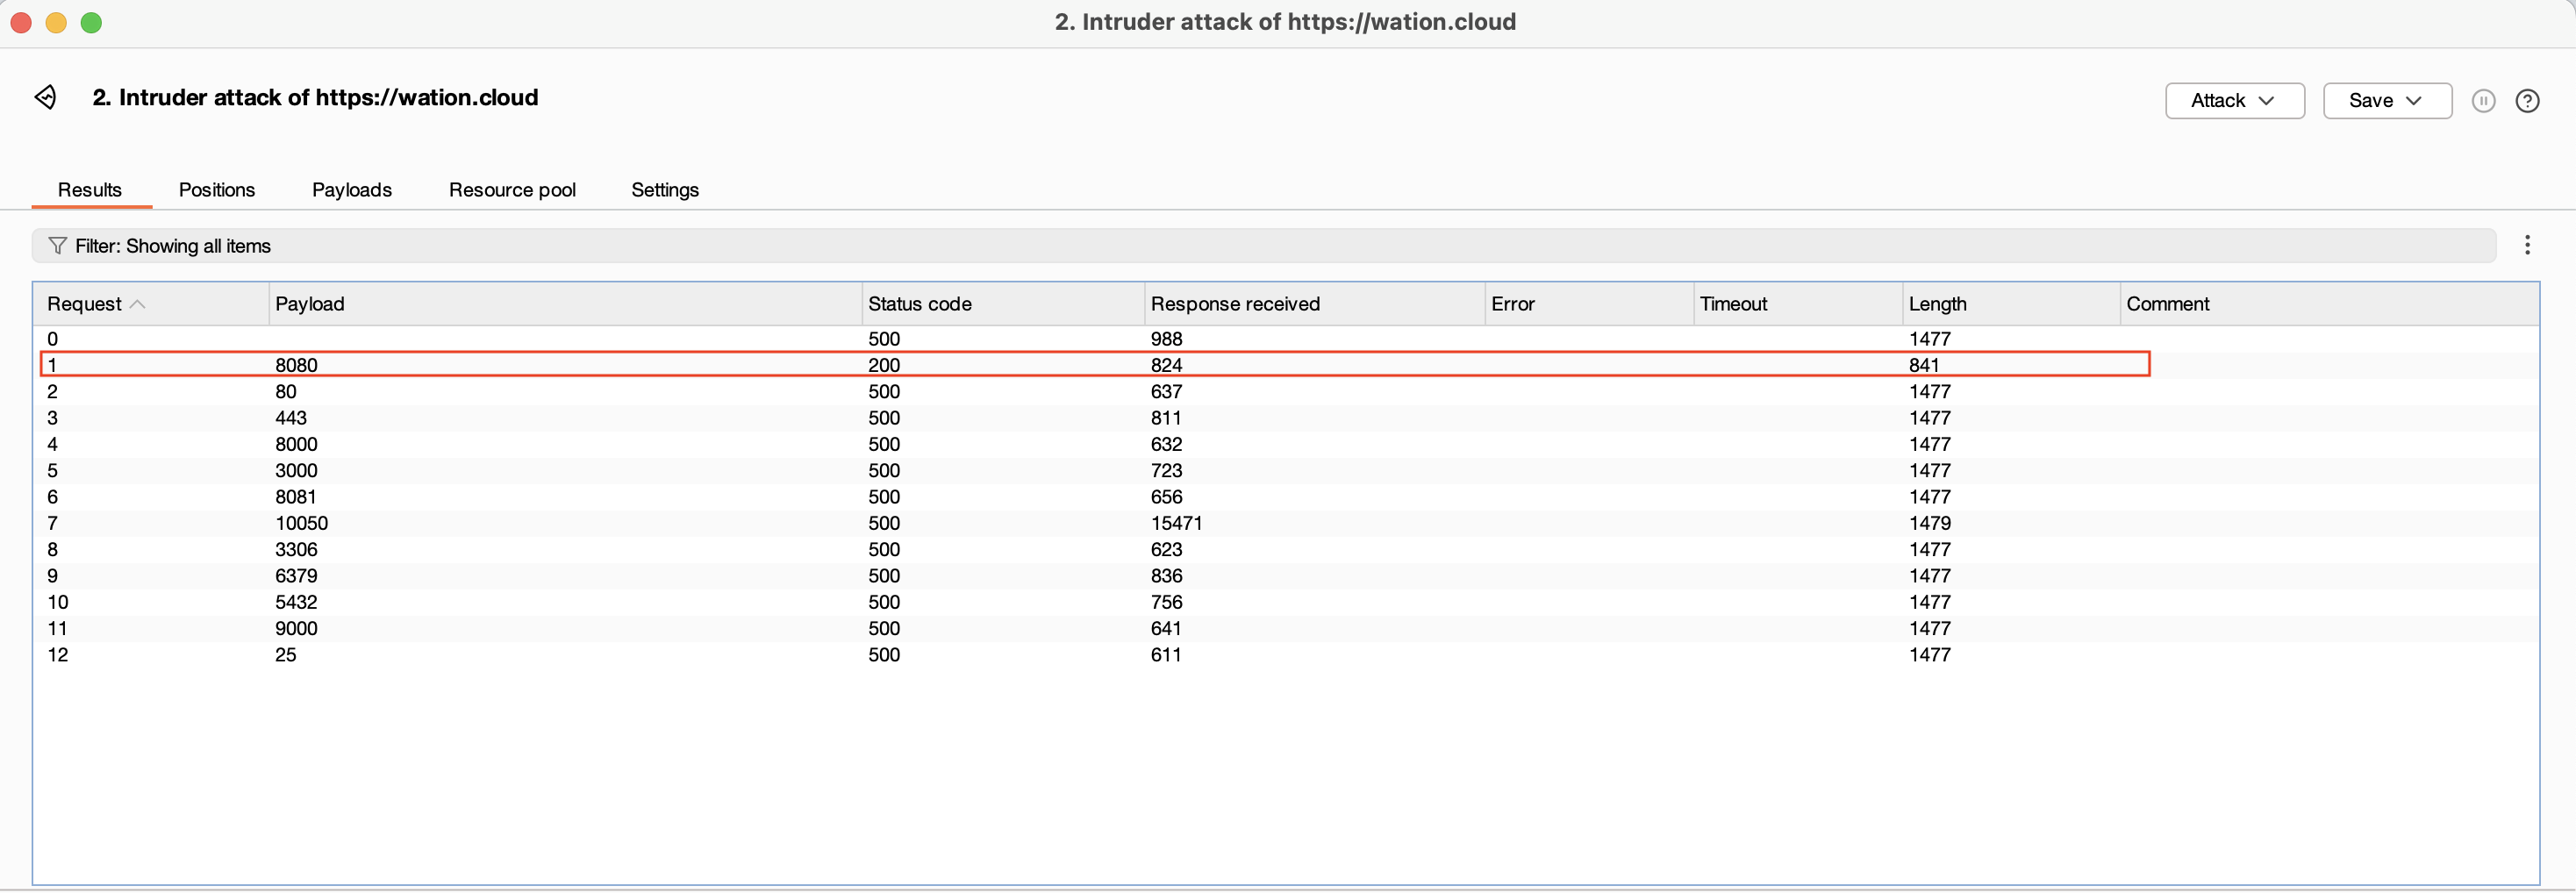 2. Intruder attack of https://wation.cloud
2. Intruder attack of https://wation.cloud
Attack
Save
Results Positions Payloads Resource pool Settings
Filter: Showing all items
Request Payload Status code Response received Error Timeout Length Comment
0 500 988 1477
1 8080 200 824 841
2 80 500 637 1477
3 443 500 811 1477
4 8000 500 632 1477
5 3000 500 723 1477
6 8081 500 656 1477
7 10050 500 15471 1479
8 3306 500 623 1477
9 6379 500 836 1477
10 5432 500 756 1477
11 9000 500 641 1477
12 25 500 611 1477